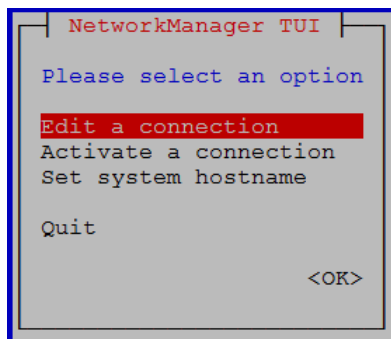 NetworkManager TUI
Please select an option
Edit a connection
Activate a connection
Set system hostname
Quit
<OK>